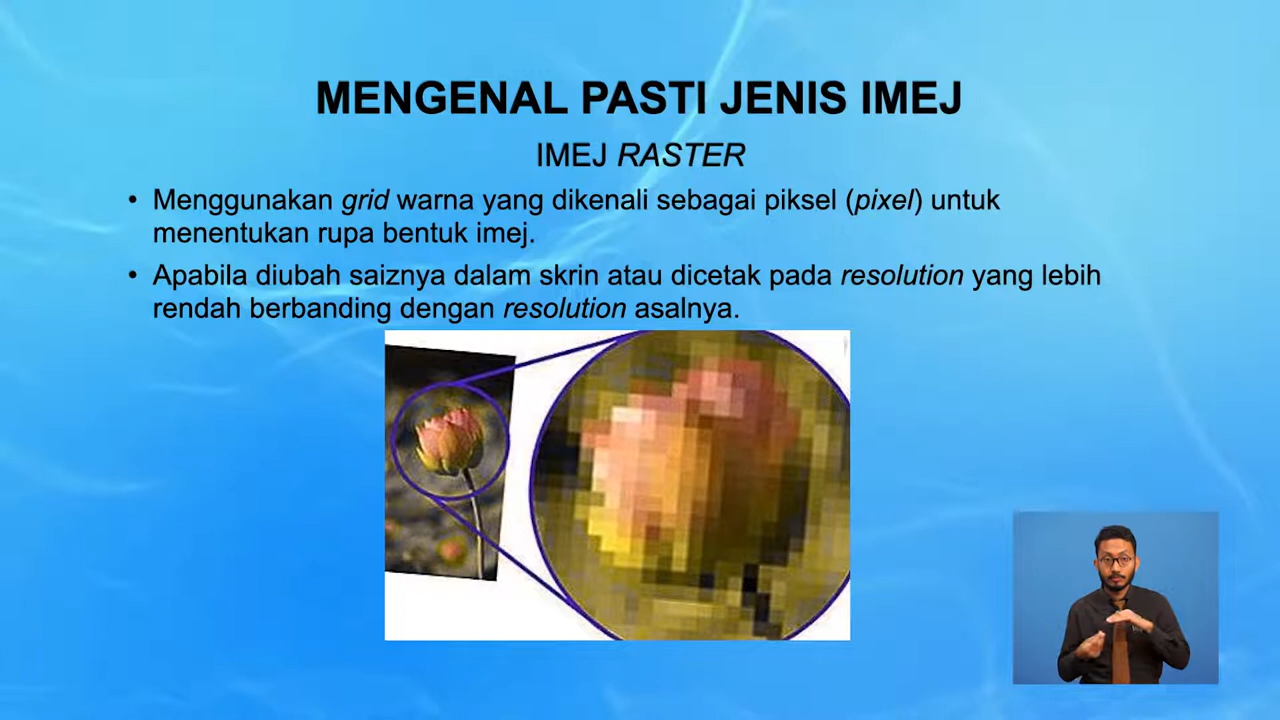 MENGENAL PASTI JENIS IMEJ
IMEJ RASTER
• Menggunakan grid warna yang dikenali sebagai piksel (pixel) untuk
menentukan rupa bentuk imej.
• Apabila diubah saiznya dalam skrin atau dicetak pada resolution yang lebih
rendah berbanding dengan resolution asalnya.